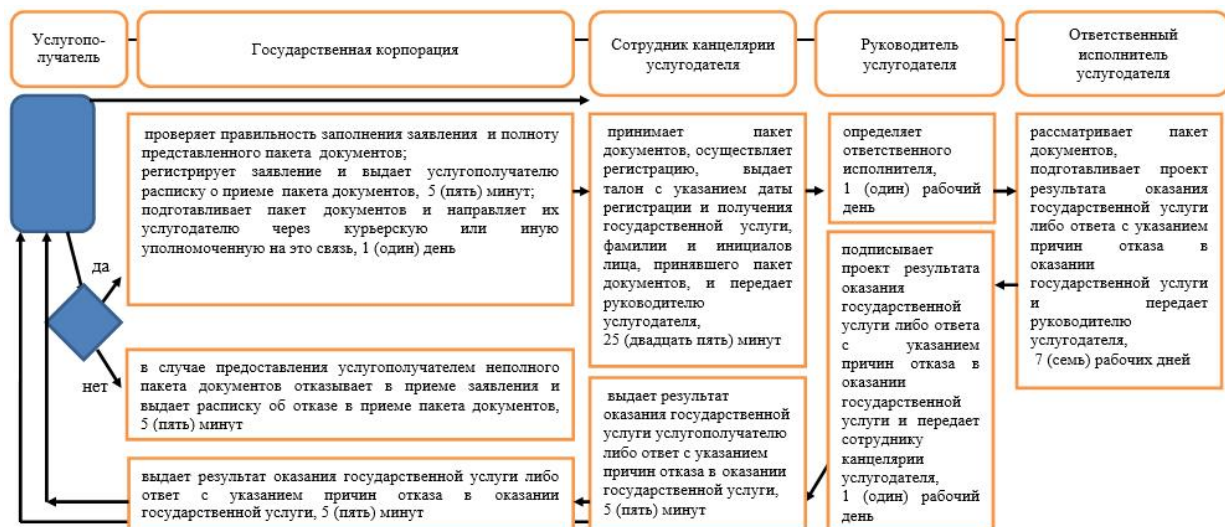 Услугопо-
лучатель
Государственная корпорация
Сотрудник канцелярии
услугодателя
Руководитель
услугодателя
Ответственный
исполнитель
услугодателя
проверяет правильность заполнения заявления и полноту
представленного пакета документов;
регистрирует заявление и выдает услугополучателю
расписку о приеме пакета документов, 5 (пять) минут;
подготавливает пакет документов и направляет их
услугодателю через курьерскую или иную
уполномоченную на это связь, 1 (один) день
да
нет
в случае предоставления услугополучателем неполного
пакета документов отказывает в приеме заявления и
выдает расписку об отказе в приеме пакета документов,
5 (пять) минут
выдает результат оказания государственной услуги либо
ответ с указанием причин отказа в оказании
государственной услуги, 5 (пять) минут
принимает пакет
документов, осуществляет
регистрацию, выдает
талон с указанием даты
регистрации и получения
государственной услуги,
фамилии и инициалов
лица, принявшего пакет
документов, и передает
руководителю
услугодателя,
25 (двадцать пять) минут
выдает результат
оказания государственной
услуги услугополучателю
либо ответ с указанием
причин отказа в оказании
государственной услуги,
5 (пять) минут
определяет
ответственного
исполнителя,
1 (один) рабочий
день
подписывает
проект результата
оказания
государственной
услуги либо ответа
с указанием
причин отказа в
оказании
государственной
услуги и передает
сотруднику
канцелярии
услугодателя,
1 (один) рабочий
день
рассматривает пакет
документов,
подготавливает проект
результата оказания
государственной услуги
либо ответа с указанием
причин отказа в
оказании
государственной услуги
и передает
руководителю
услугодателя,
7 (семь) рабочих дней